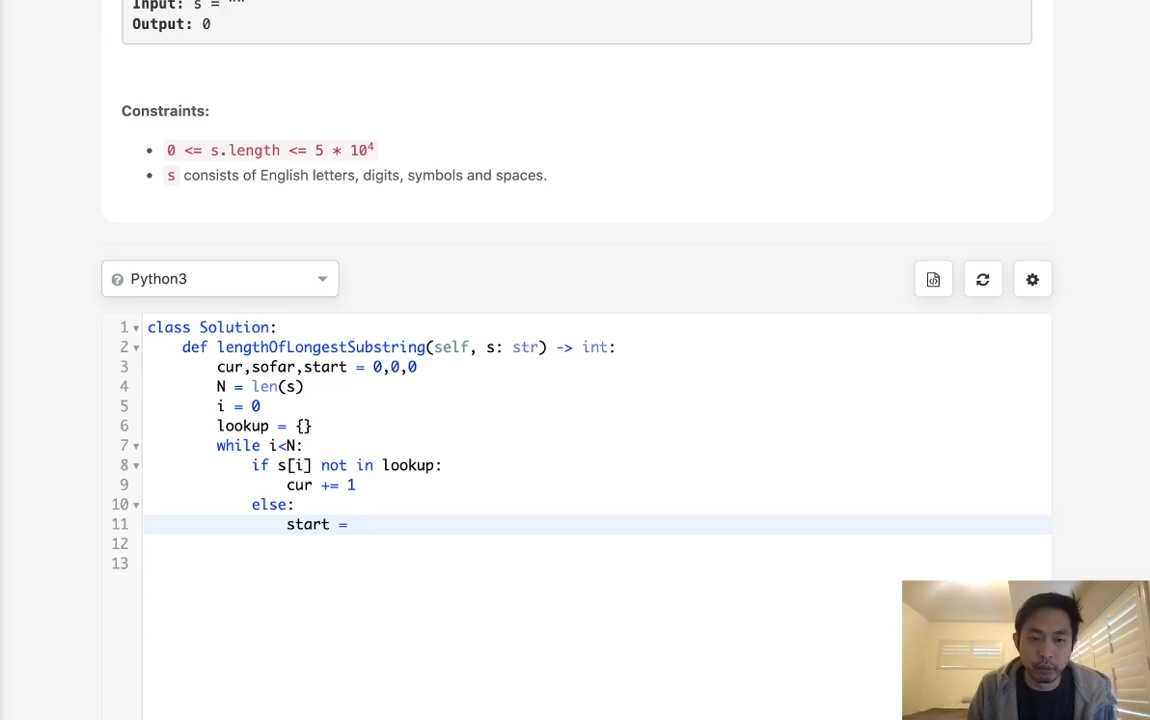 Input: s = ""
Output: 0
Constraints:
• 0 <= s.length <= 5 * 10⁴
• s consists of English letters, digits, symbols and spaces.
Python3
1 class Solution:
2 def lengthOfLongestSubstring(self, s: str) -> int:
3 cur,sofar,start = 0,0,0
4 N = len(s)
5 i = 0
6 lookup = {}
7 while i<N:
8 if s[i] not in lookup:
9 cur += 1
10 else:
11 start =
12
13